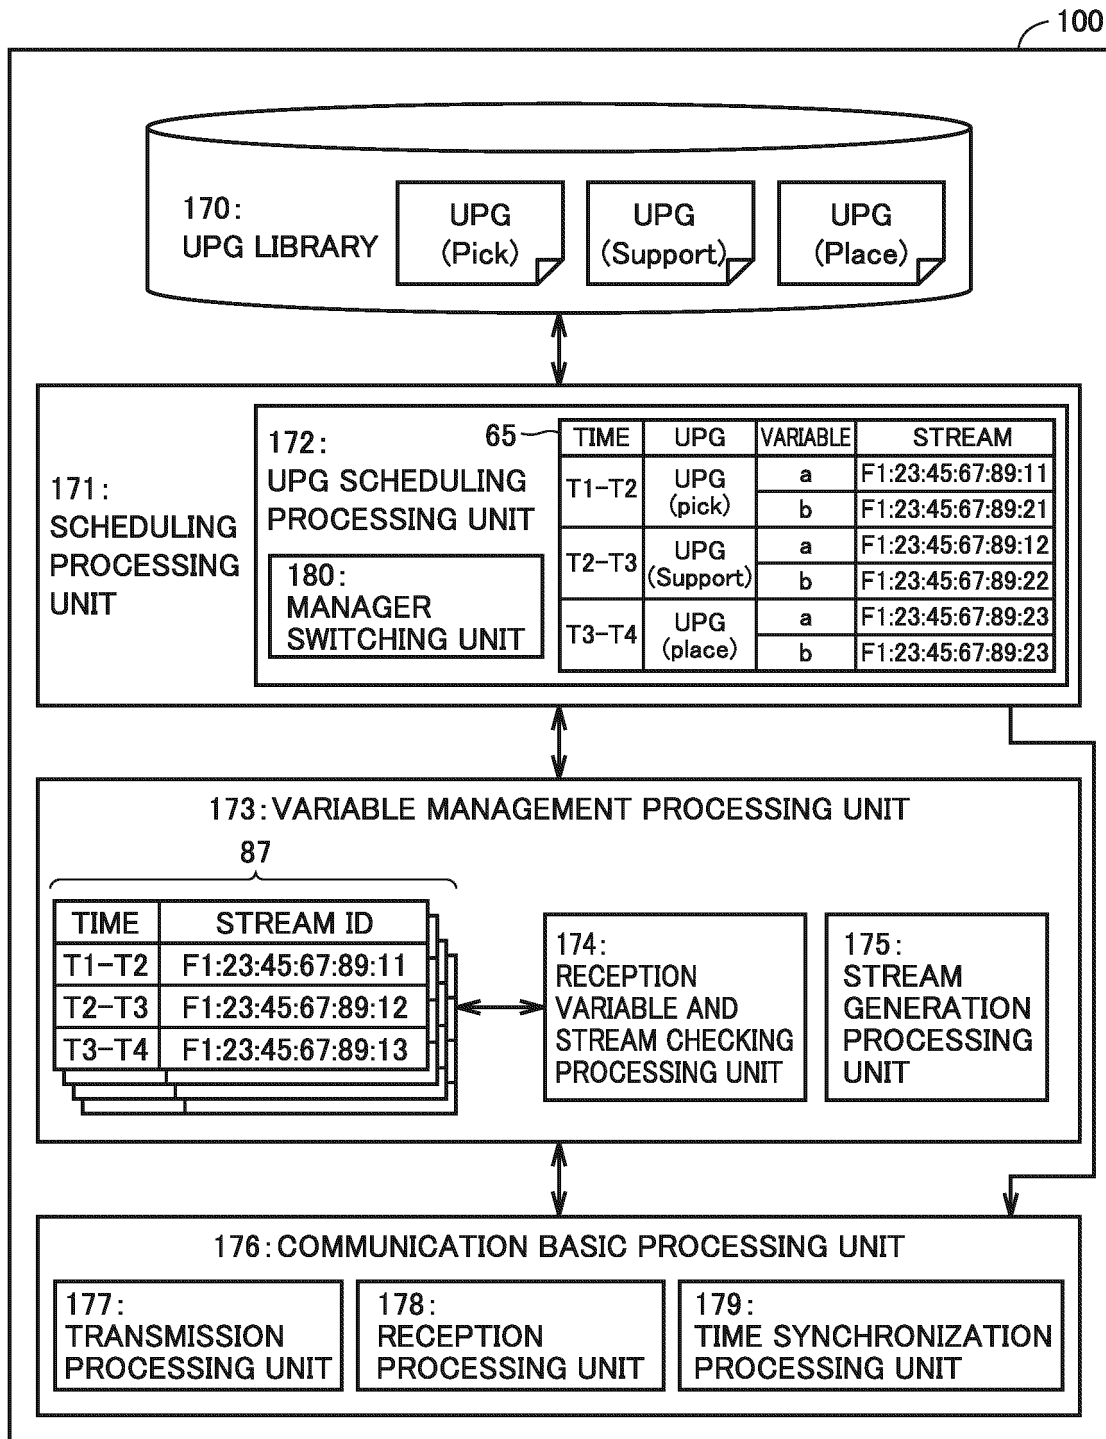 100
170:
UPG LIBRARY
UPG
(Pick)
UPG
(Support)
UPG
(Place)
171:
SCHEDULING
PROCESSING
UNIT
172:
UPG SCHEDULING
PROCESSING UNIT
180:
MANAGER
SWITCHING UNIT
65
TIME UPG VARIABLE STREAM
T1-T2 UPG (pick) a F1:23:45:67:89:11
b F1:23:45:67:89:21
T2-T3 UPG (Support) a F1:23:45:67:89:12
b F1:23:45:67:89:22
T3-T4 UPG (place) a F1:23:45:67:89:23
b F1:23:45:67:89:23
173: VARIABLE MANAGEMENT PROCESSING UNIT
87
TIME STREAM ID
T1-T2 F1:23:45:67:89:11
T2-T3 F1:23:45:67:89:12
T3-T4 F1:23:45:67:89:13
174:
RECEPTION
VARIABLE AND
STREAM CHECKING
PROCESSING UNIT
175:
STREAM
GENERATION
PROCESSING
UNIT
176: COMMUNICATION BASIC PROCESSING UNIT
177:
TRANSMISSION
PROCESSING UNIT
178:
RECEPTION
PROCESSING UNIT
179:
TIME SYNCHRONIZATION
PROCESSING UNIT